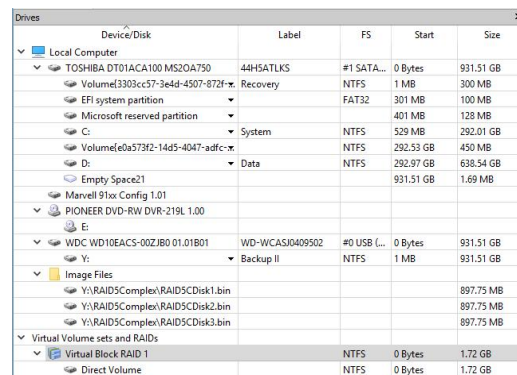 Drives
Device/Disk Label FS Start Size
Local Computer
TOSHIBA DT01ACA100 MS2OA750 44H5ATLKS #1 SATA... 0 Bytes 931.51 GB
Volume{3303cc57-3e4d-4507-872f- Recovery NTFS 1 MB 300 MB
EFI system partition FAT32 301 MB 100 MB
Microsoft reserved partition 401 MB 128 MB
C: System NTFS 529 MB 292.01 GB
Volume{e0a573f2-14d5-4047-adfc- NTFS 292.53 GB 450 MB
D: Data NTFS 292.97 GB 638.54 GB
Empty Space21 931.51 GB 1.69 MB
Marvell 91xx Config 1.01
PIONEER DVD-RW DVR-219L 1.00
E:
WDC WD10EACS-00ZJB0 01.01B01 WD-WCASJ0409502 #0 USB (... 0 Bytes 931.51 GB
Y: Backup II NTFS 1 MB 931.51 GB
Image Files
Y:\RAID5Complex\RAID5CDisk1.bin 897.75 MB
Y:\RAID5Complex\RAID5CDisk2.bin 897.75 MB
Y:\RAID5Complex\RAID5CDisk3.bin 897.75 MB
Virtual Volume sets and RAIDs
Virtual Block RAID 1 NTFS 0 Bytes 1.72 GB
Direct Volume NTFS 0 Bytes 1.72 GB